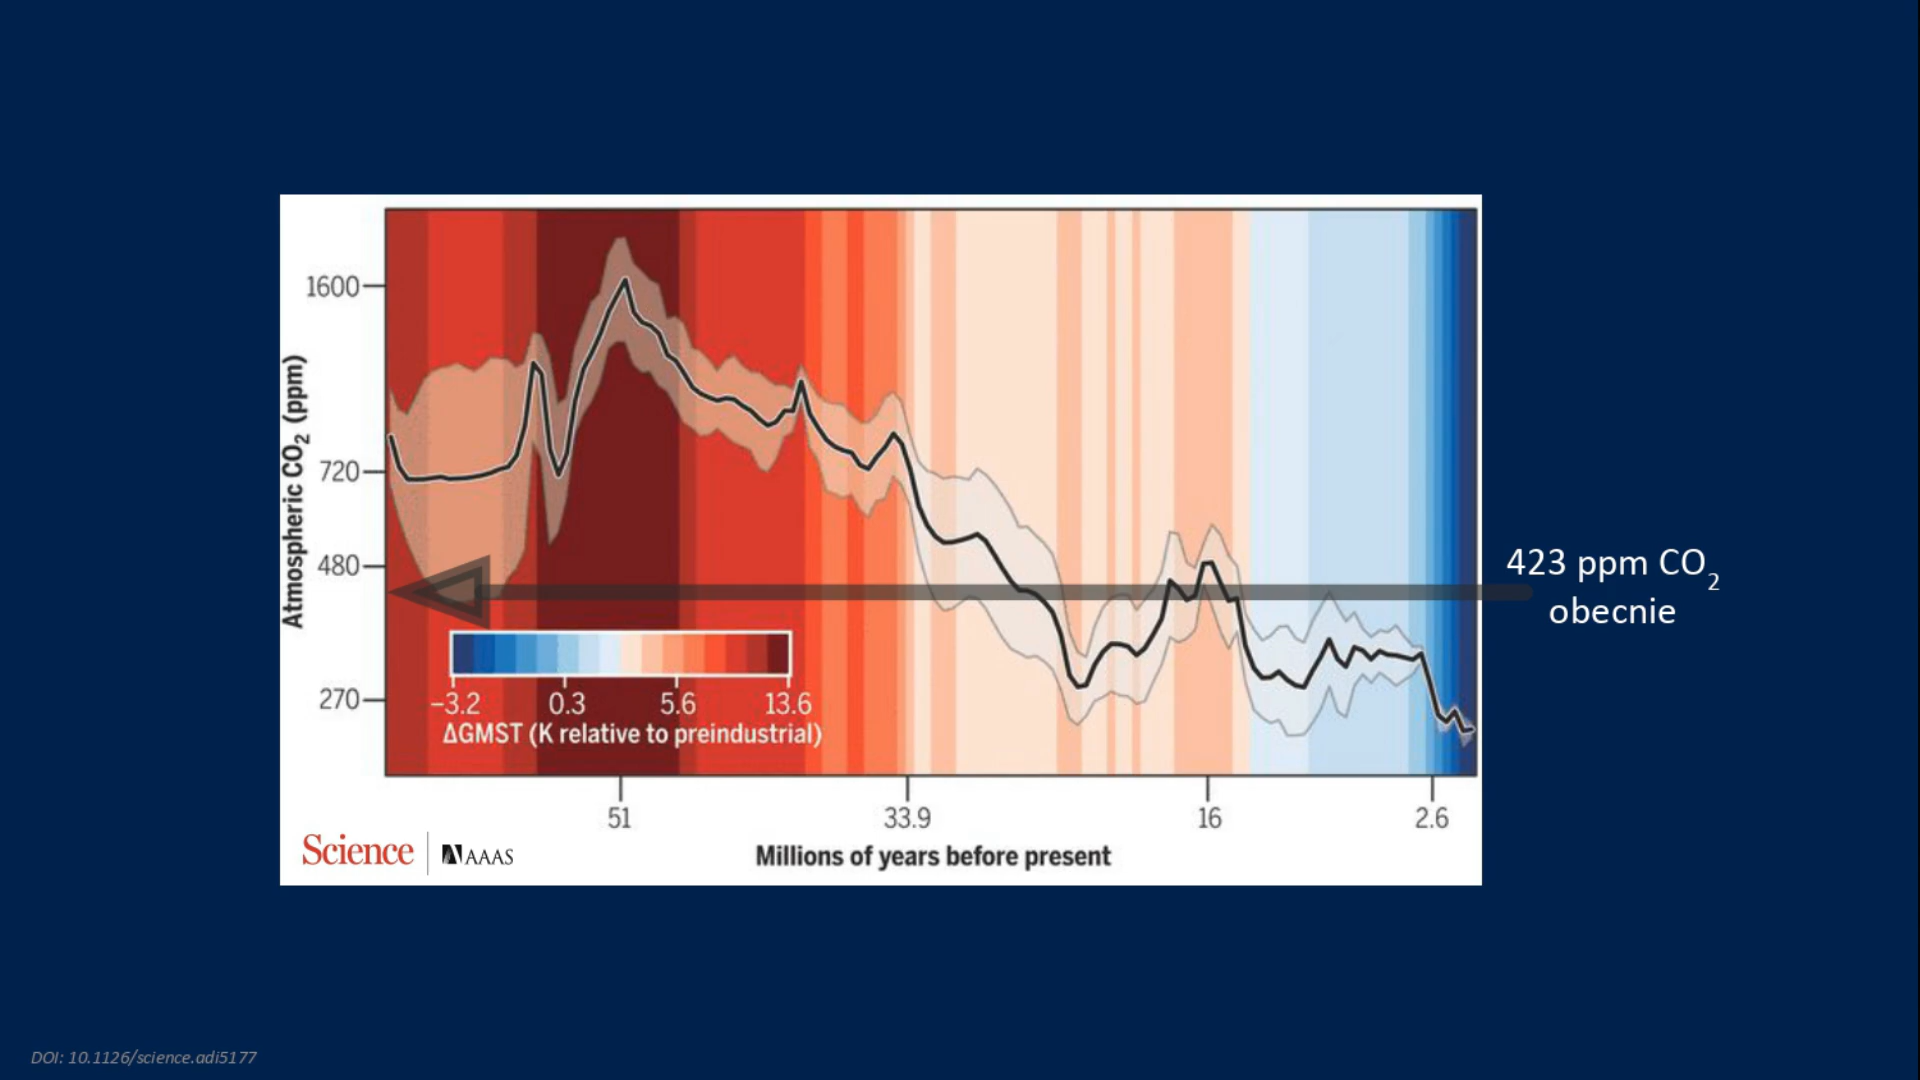 1600
720
480
270
Atmospheric CO₂ (ppm)
−3.2 0.3 5.6 13.6
ΔGMST (K relative to preindustrial)
51 33.9 16 2.6
Millions of years before present
Science AAAS
423 ppm CO₂
obecnie
DOI: 10.1126/science.adi5177